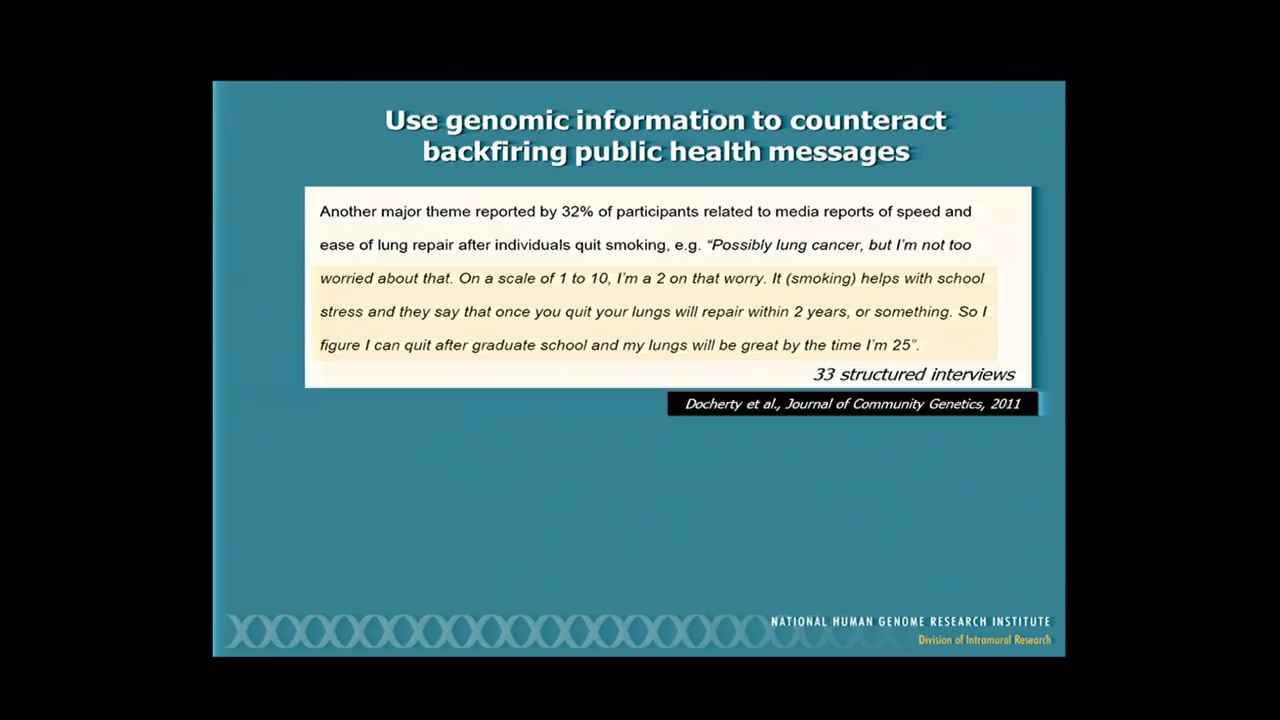 Use genomic information to counteract
backfiring public health messages
Another major theme reported by 32% of participants related to media reports of speed and
ease of lung repair after individuals quit smoking, e.g. “Possibly lung cancer, but I’m not too
worried about that. On a scale of 1 to 10, I’m a 2 on that worry. It (smoking) helps with school
stress and they say that once you quit your lungs will repair within 2 years, or something. So I
figure I can quit after graduate school and my lungs will be great by the time I’m 25”.
33 structured interviews
Docherty et al., Journal of Community Genetics, 2011
NATIONAL HUMAN GENOME RESEARCH INSTITUTE
Division of Intramural Research